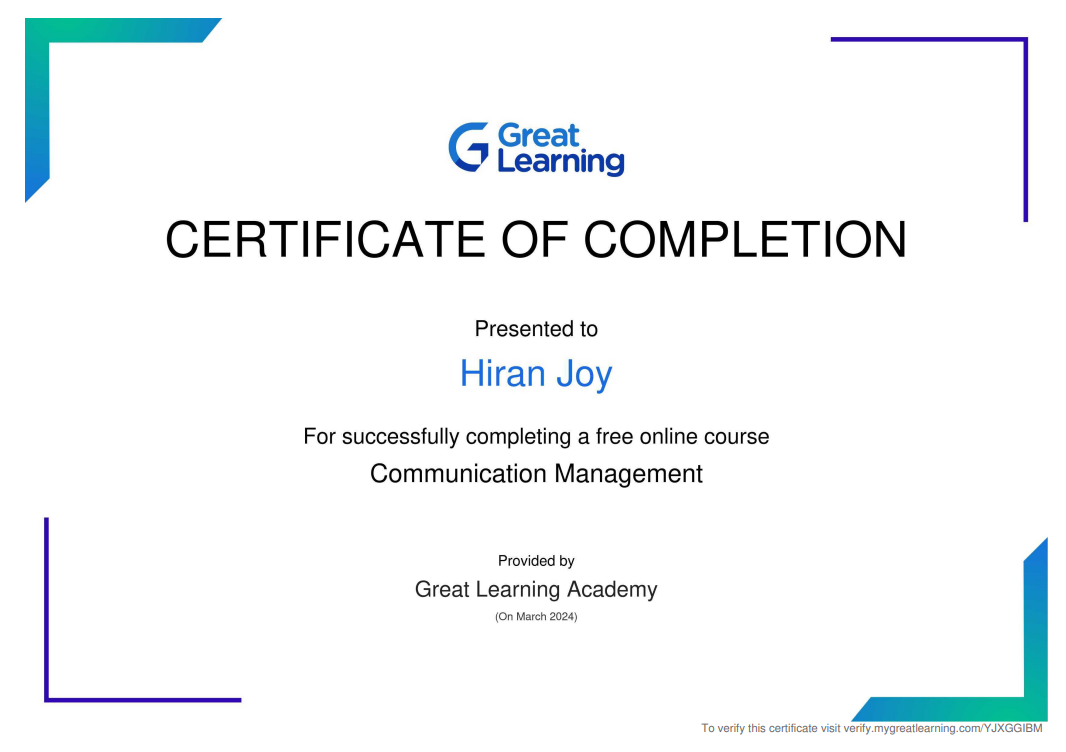 Great
Learning
CERTIFICATE OF COMPLETION
Presented to
Hiran Joy
For successfully completing a free online course
Communication Management
Provided by
Great Learning Academy
(On March 2024)
To verify this certificate visit verify.mygreatlearning.com/YJXGGIBM